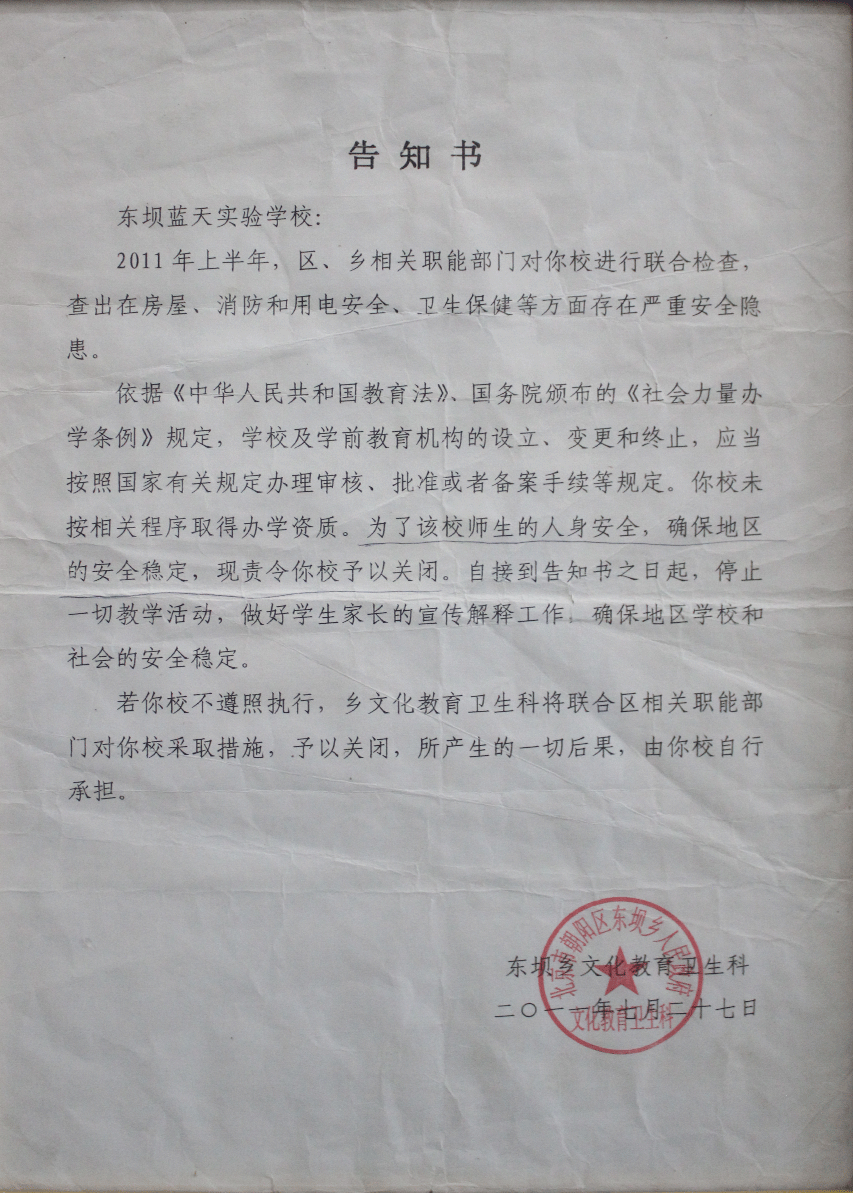 告知书
东坝蓝天实验学校：
2011年上半年，区、乡相关职能部门对你校进行联合检查，
查出在房屋、消防和用电安全、卫生保健等方面存在严重安全隐
患。
依据《中华人民共和国教育法》、国务院颁布的《社会力量办
学条例》规定，学校及学前教育机构的设立、变更和终止，应当
按照国家有关规定办理审核、批准或者备案手续等规定。你校未
按相关程序取得办学资质。为了该校师生的人身安全，确保地区
的安全稳定，现责令你校予以关闭。自接到告知书之日起，停止
一切教学活动，做好学生家长的宣传解释工作，确保地区学校和
社会的安全稳定。
若你校不遵照执行，乡文化教育卫生科将联合区相关职能部
门对你校采取措施，予以关闭，所产生的一切后果，由你校自行
承担。
东坝乡文化教育卫生科
二〇一一年七月二十七日
北京市朝阳区东坝乡人民政府
文化教育卫生科